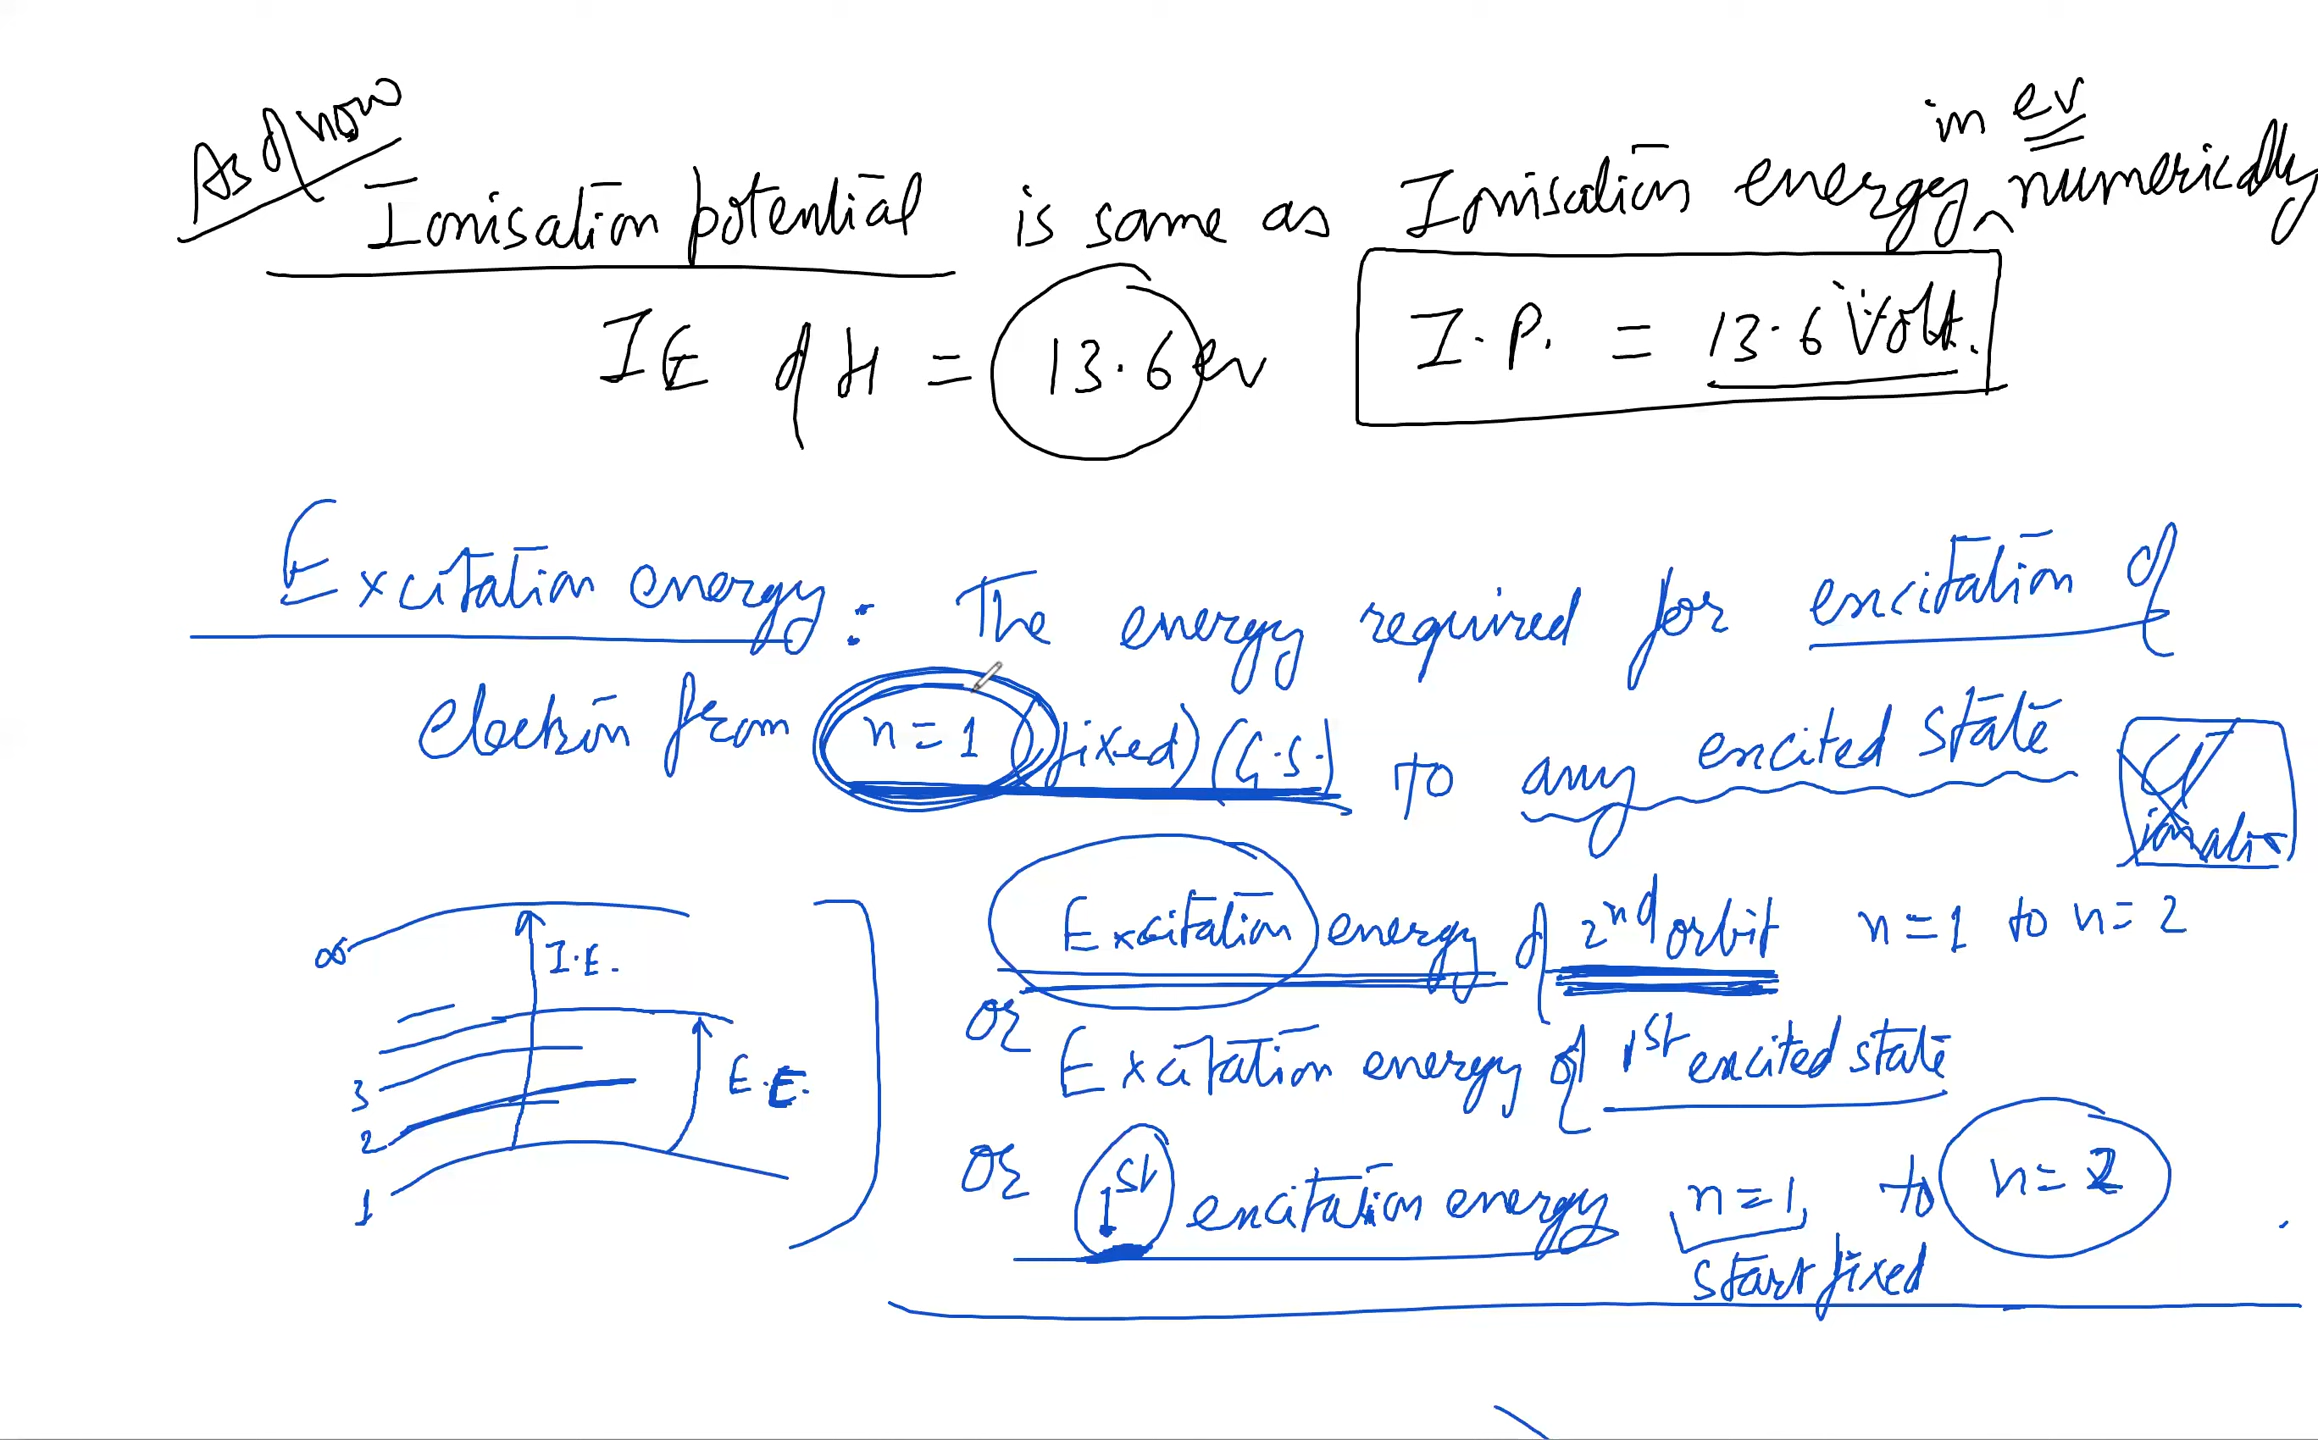 As of now
in ev
Ionisation potential is same as Ionisation energy numerically
IE of H = 13.6 ev I.P. = 13.6 Volt.
Excitation energy : The energy required for excitation of
electron from n = 1 (fixed) (G.S.) to any excited state
Excitation energy of 2nd orbit n = 1 to n = 2
∞ I.E.
or
Excitation energy of 1st excited state
E.E.
3
2
1
or 1st excitation energy n = 1 to n = 2
start fixed